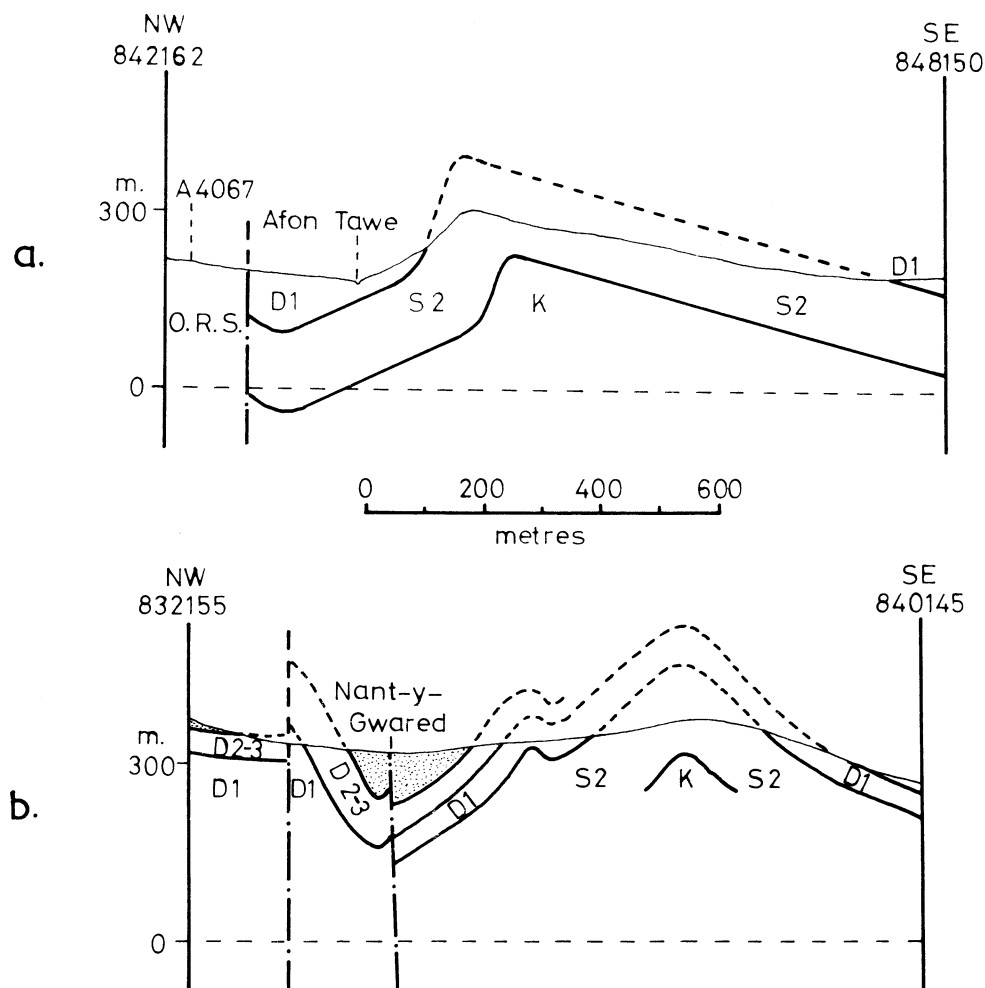 a.
NW
842162
SE
848150
m.
300
0
A4067
Afon Tawe
D1
O.R.S.
D1
S2
K
S2
0 200 400 600
metres
b.
NW
832155
SE
840145
m.
300
0
Nant-y-
Gwared
D2-3
D1
D1
D2-3
D1
S2
K
S2
D1